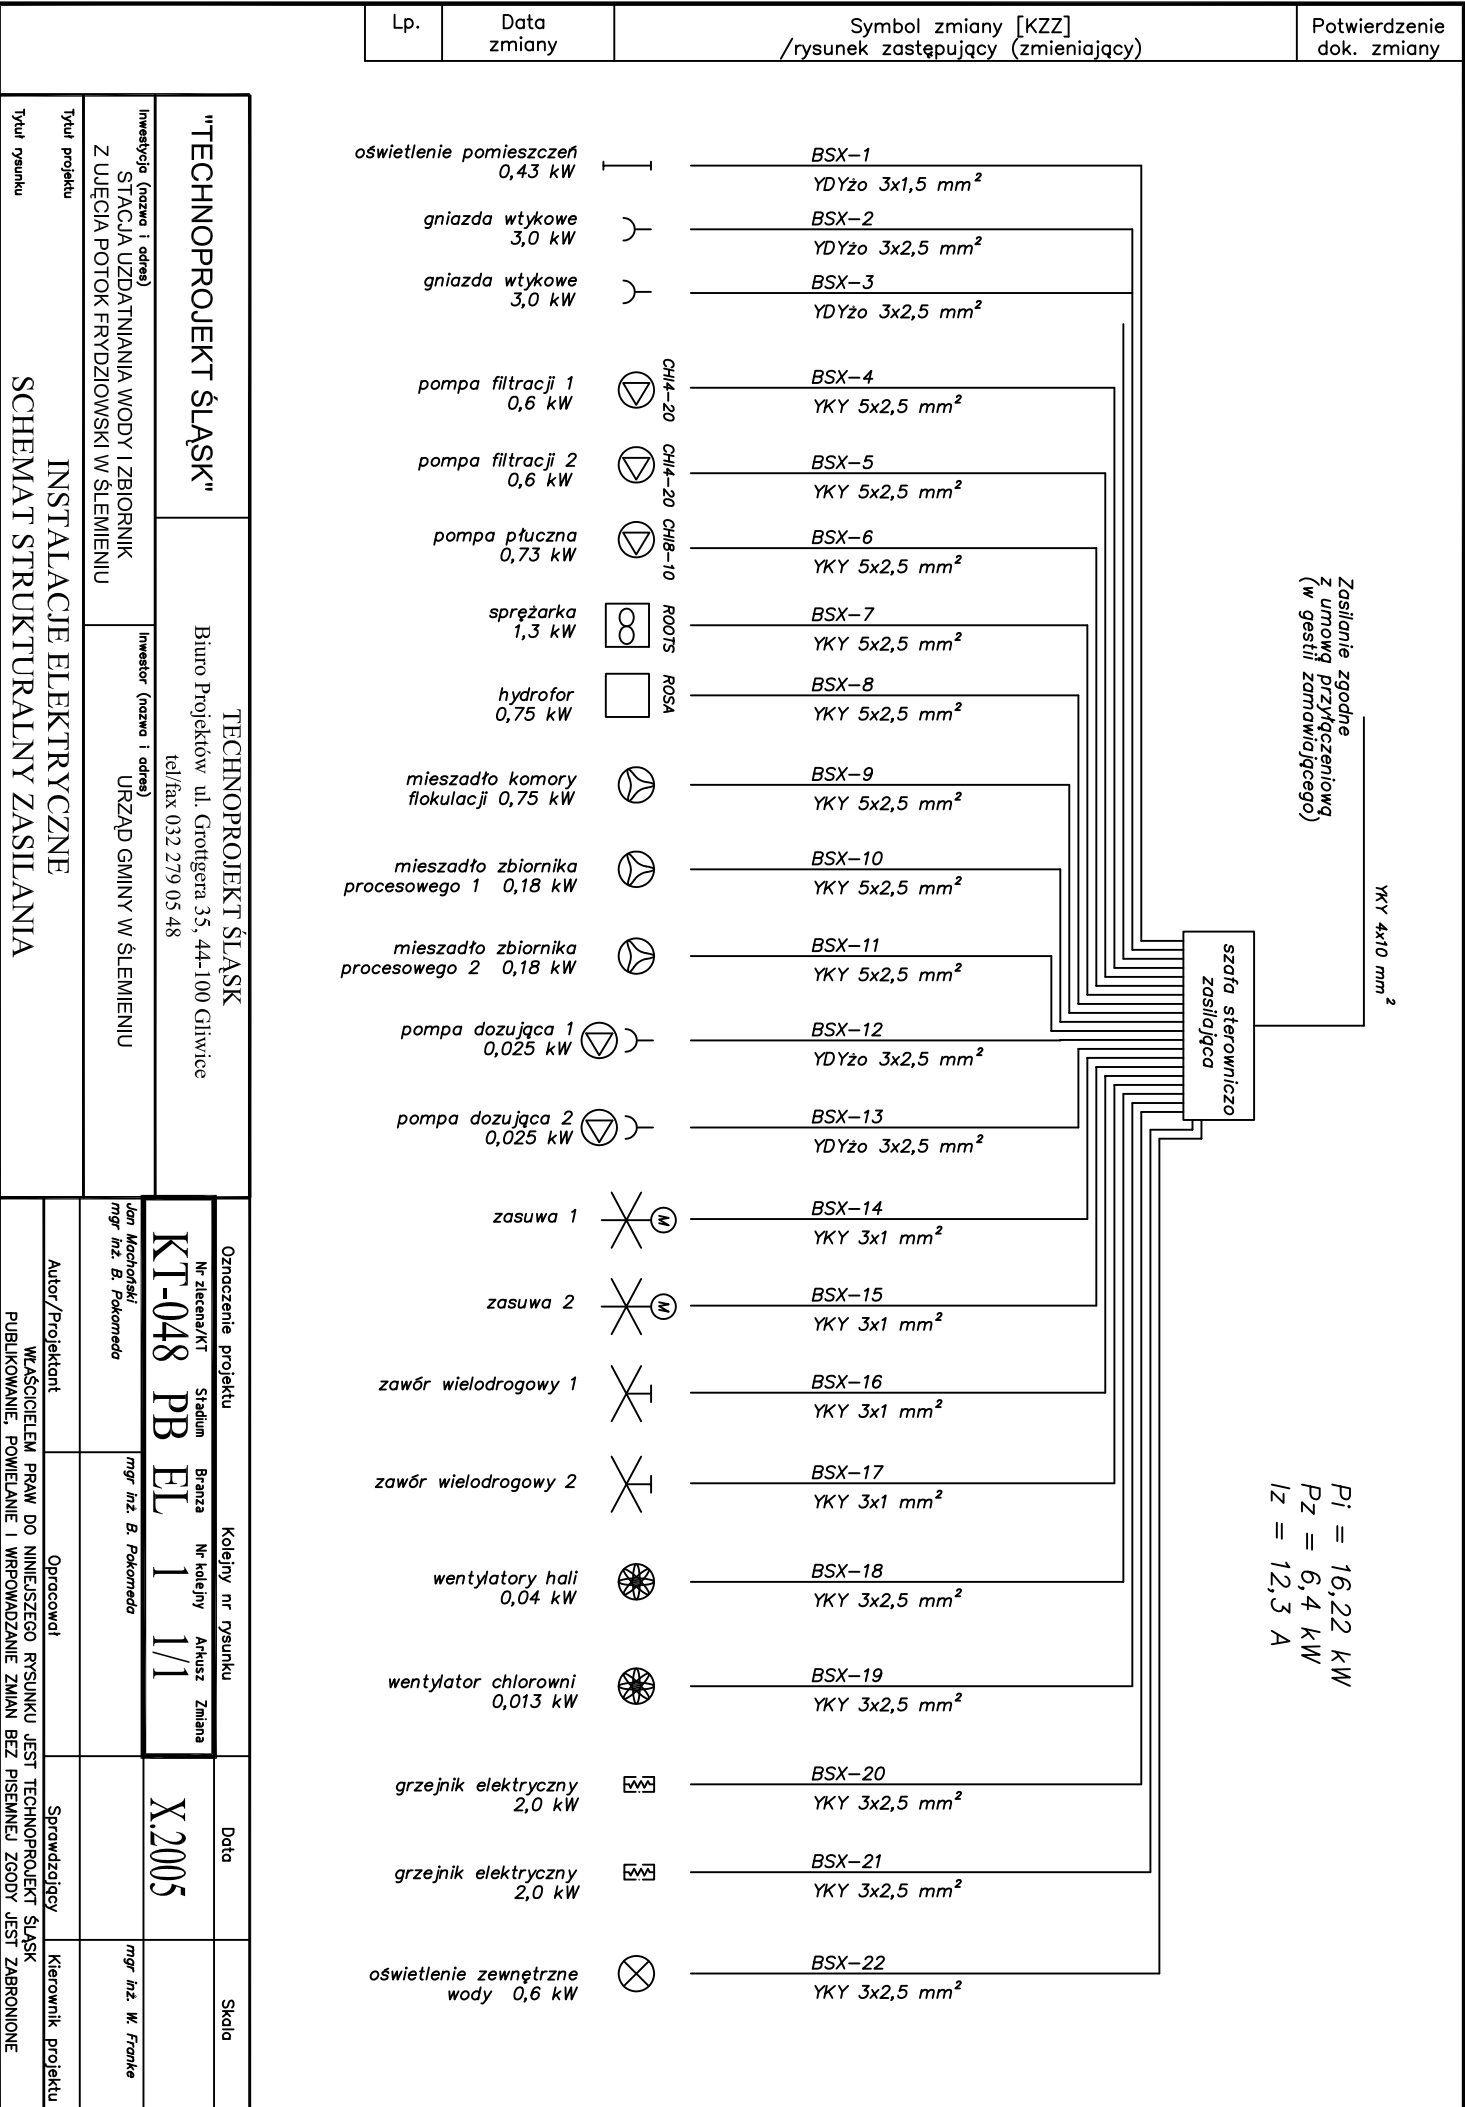 Lp.
Data
zmiany
Symbol zmiany [KZZ]
/rysunek zastępujący (zmieniający)
Potwierdzenie
dok. zmiany
oświetlenie pomieszczeń
0,43 kW
BSX-1
YDYżo 3x1,5 mm²
gniazda wtykowe
3,0 kW
BSX-2
YDYżo 3x2,5 mm²
gniazda wtykowe
3,0 kW
BSX-3
YDYżo 3x2,5 mm²
pompa filtracji 1
0,6 kW
CHI4-20
BSX-4
YKY 5x2,5 mm²
pompa filtracji 2
0,6 kW
CHI4-20
BSX-5
YKY 5x2,5 mm²
pompa płuczna
0,73 kW
CHI8-10
BSX-6
YKY 5x2,5 mm²
sprężarka
1,3 kW
ROOTS
BSX-7
YKY 5x2,5 mm²
hydrofor
0,75 kW
ROSA
BSX-8
YKY 5x2,5 mm²
mieszadło komory
flokulacji 0,75 kW
BSX-9
YKY 5x2,5 mm²
mieszadło zbiornika
procesowego 1 0,18 kW
BSX-10
YKY 5x2,5 mm²
mieszadło zbiornika
procesowego 2 0,18 kW
BSX-11
YKY 5x2,5 mm²
pompa dozująca 1
0,025 kW
BSX-12
YDYżo 3x2,5 mm²
pompa dozująca 2
0,025 kW
BSX-13
YDYżo 3x2,5 mm²
zasuwa 1
M
BSX-14
YKY 3x1 mm²
zasuwa 2
M
BSX-15
YKY 3x1 mm²
zawór wielodrogowy 1
BSX-16
YKY 3x1 mm²
zawór wielodrogowy 2
BSX-17
YKY 3x1 mm²
wentylatory hali
0,04 kW
BSX-18
YKY 3x2,5 mm²
wentylator chlorowni
0,013 kW
BSX-19
YKY 3x2,5 mm²
grzejnik elektryczny
2,0 kW
BSX-20
YKY 3x2,5 mm²
grzejnik elektryczny
2,0 kW
BSX-21
YKY 3x2,5 mm²
oświetlenie zewnętrzne
wody 0,6 kW
BSX-22
YKY 3x2,5 mm²
Zasilanie zgodne
z umową przyłączeniową
(w gestii zamawiającego)
YKY 4x10 mm²
szafa sterowniczo
zasilająca
Pi = 16,22 kW
Pz = 6,4 kW
Iz = 12,3 A
"TECHNOPROJEKT ŚLĄSK"
TECHNOPROJEKT ŚLĄSK
Biuro Projektów ul. Grottgera 35, 44-100 Gliwice
tel/fax 032 279 05 48
Inwestycja (nazwa i adres)
STACJA UZDATNIANIA WODY I ZBIORNIK
Z UJĘCIA POTOK FRYDZIOWSKI W ŚLEMIENIU
Inwestor (nazwa i adres)
URZĄD GMINY W ŚLEMIENIU
Tytuł projektu
INSTALACJE ELEKTRYCZNE
Tytuł rysunku
SCHEMAT STRUKTURALNY ZASILANIA
Oznaczenie projektu
Kolejny nr rysunku
Data
Skala
Nr zlecena/KT Stadium Branza Nr kolejny Arkusz Zmiana
KT-048 PB EL 1 1/1
X.2005
Jan Machoński
mgr inż. B. Pokorneda
mgr inż. B. Pokorneda
mgr inż. W. Franke
Autor/Projektant
Opracował
Sprawdzający
Kierownik projektu
WŁAŚCICIELEM PRAW DO NINIEJSZEGO RYSUNKU JEST TECHNOPROJEKT ŚLĄSK
PUBLIKOWANIE, POWIELANIE I WRPOWADZANIE ZMIAN BEZ PISEMNEJ ZGODY JEST ZABRONIONE